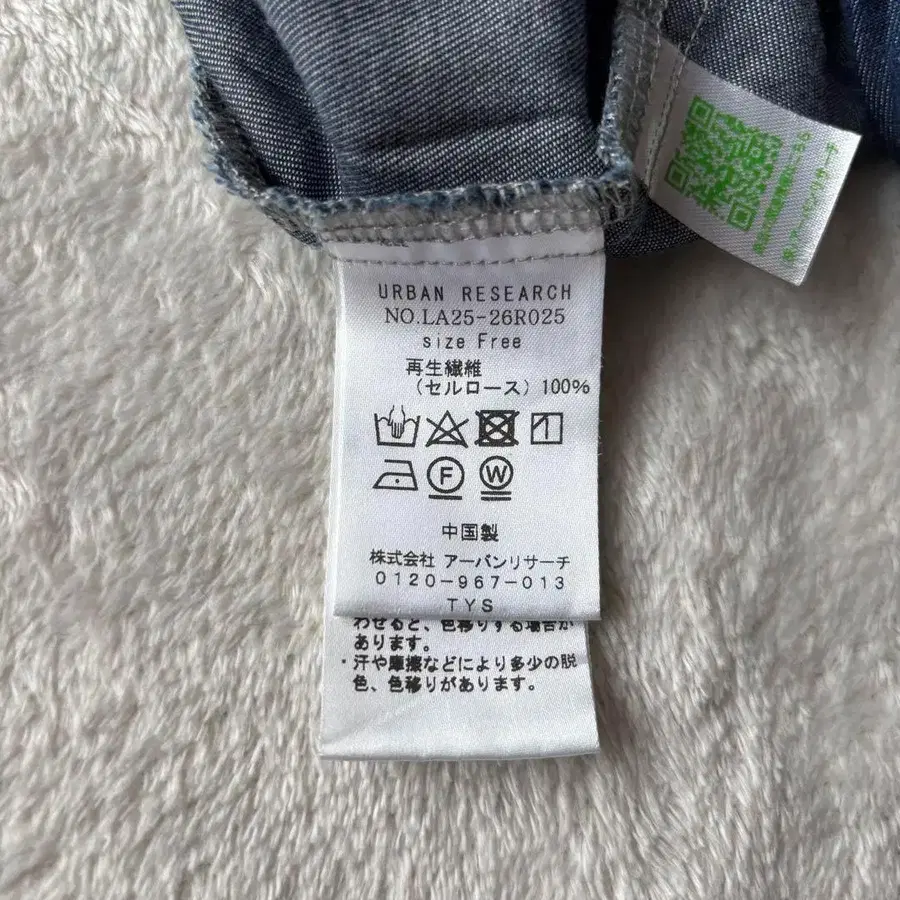 URBAN RESEARCH
NO.LA25-26R025
size Free
再生繊維
(セルロース) 100%
F
W
中国製
株式会社 アーバンリサーチ
0120-967-013
TYS
わせると、色移りする場合が
あります。
・汗や摩擦などにより多少の脱
色、色移りがあります。